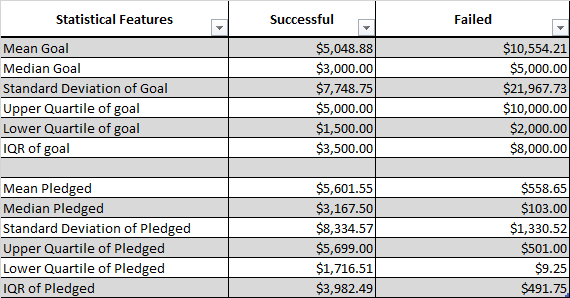 Statistical Features Successful Failed
Mean Goal $5,048.88 $10,554.21
Median Goal $3,000.00 $5,000.00
Standard Deviation of Goal $7,748.75 $21,967.73
Upper Quartile of goal $5,000.00 $10,000.00
Lower Quartile of goal $1,500.00 $2,000.00
IQR of goal $3,500.00 $8,000.00
Mean Pledged $5,601.55 $558.65
Median Pledged $3,167.50 $103.00
Standard Deviation of Pledged $8,334.57 $1,330.52
Upper Quartile of Pledged $5,699.00 $501.00
Lower Quartile of Pledged $1,716.51 $9.25
IQR of Pledged $3,982.49 $491.75